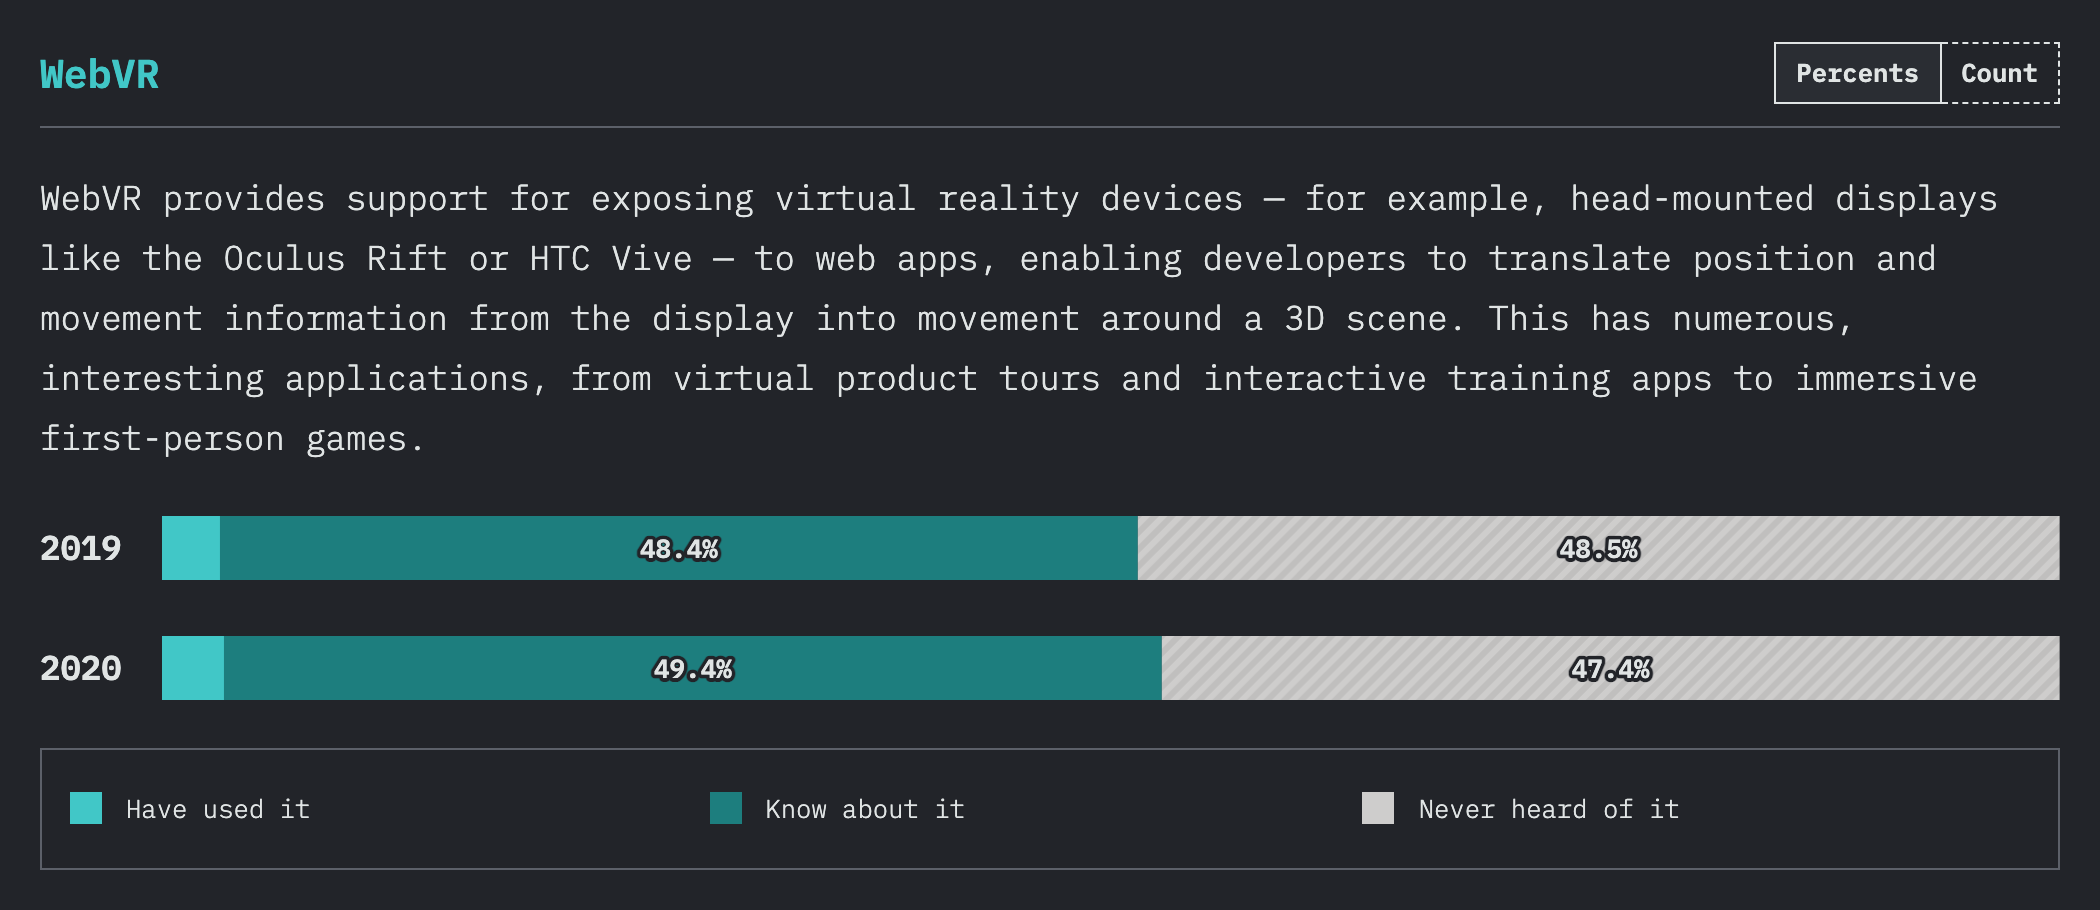 WebVR
Percents Count
WebVR provides support for exposing virtual reality devices — for example, head-mounted displays
like the Oculus Rift or HTC Vive — to web apps, enabling developers to translate position and
movement information from the display into movement around a 3D scene. This has numerous,
interesting applications, from virtual product tours and interactive training apps to immersive
first-person games.
2019 48.4% 48.5%
2020 49.4% 47.4%
Have used it Know about it Never heard of it